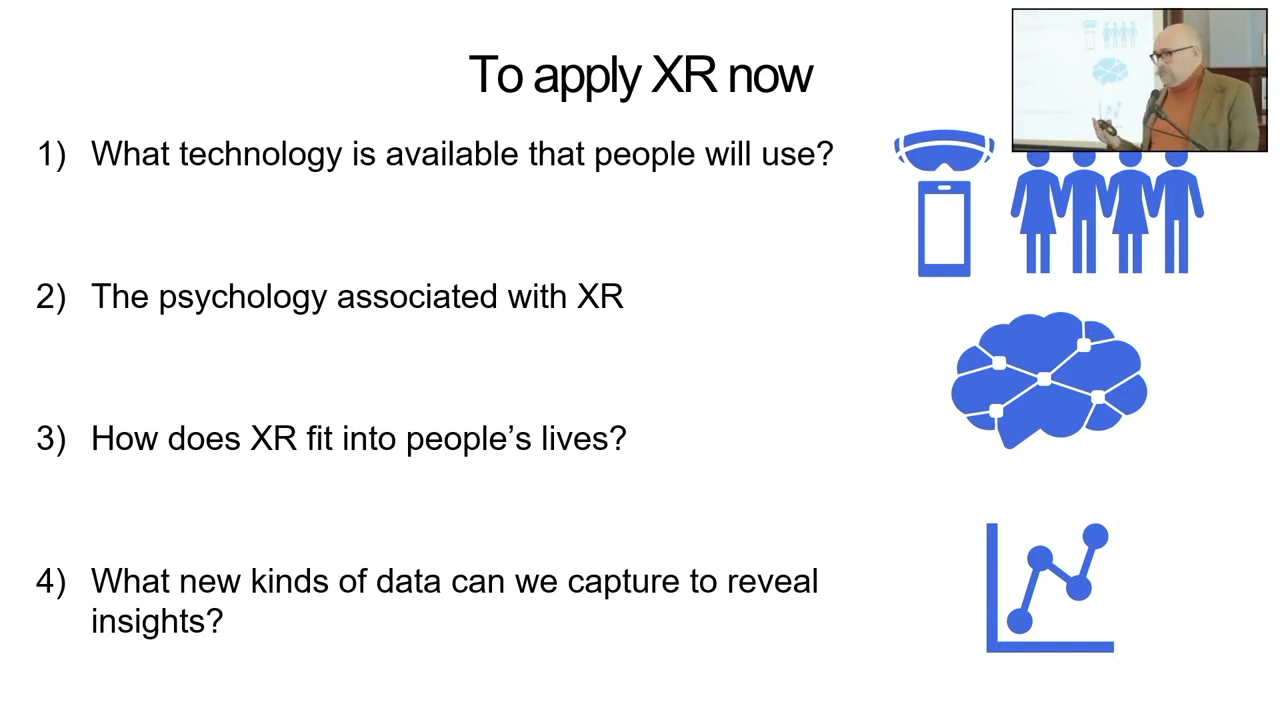 To apply XR now
1) What technology is available that people will use?
2) The psychology associated with XR
3) How does XR fit into people’s lives?
4) What new kinds of data can we capture to reveal
insights?